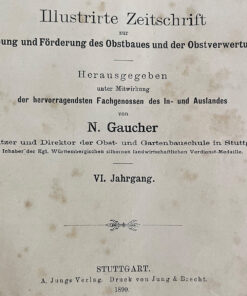 Illustrirte Zeitschrift
zur
ung und Förderung des Obstbaues und der Obstverwertu
Herausgegeben
unter Mitwirkung
der hervorragendsten Fachgenossen des In- und Auslandes
von
N. Gaucher
tzer und Direktor der Obst- und Gartenbauschule in Stuttg
Inhaber der Kgl. Württembergischen silbernen landwirtschaftlichen Verdienst-Medaille.
VI. Jahrgang.
STUTTGART.
A. Jungs Verlag. Druck von Jung & Brecht.
1890.